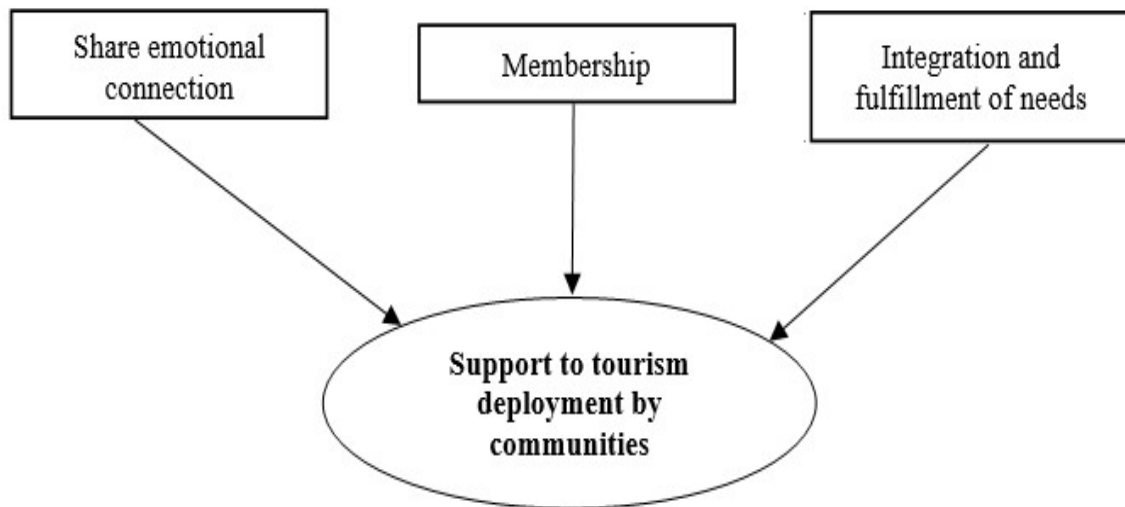 Share emotional
connection
Membership
Integration and
fulfillment of needs
Support to tourism
deployment by
communities